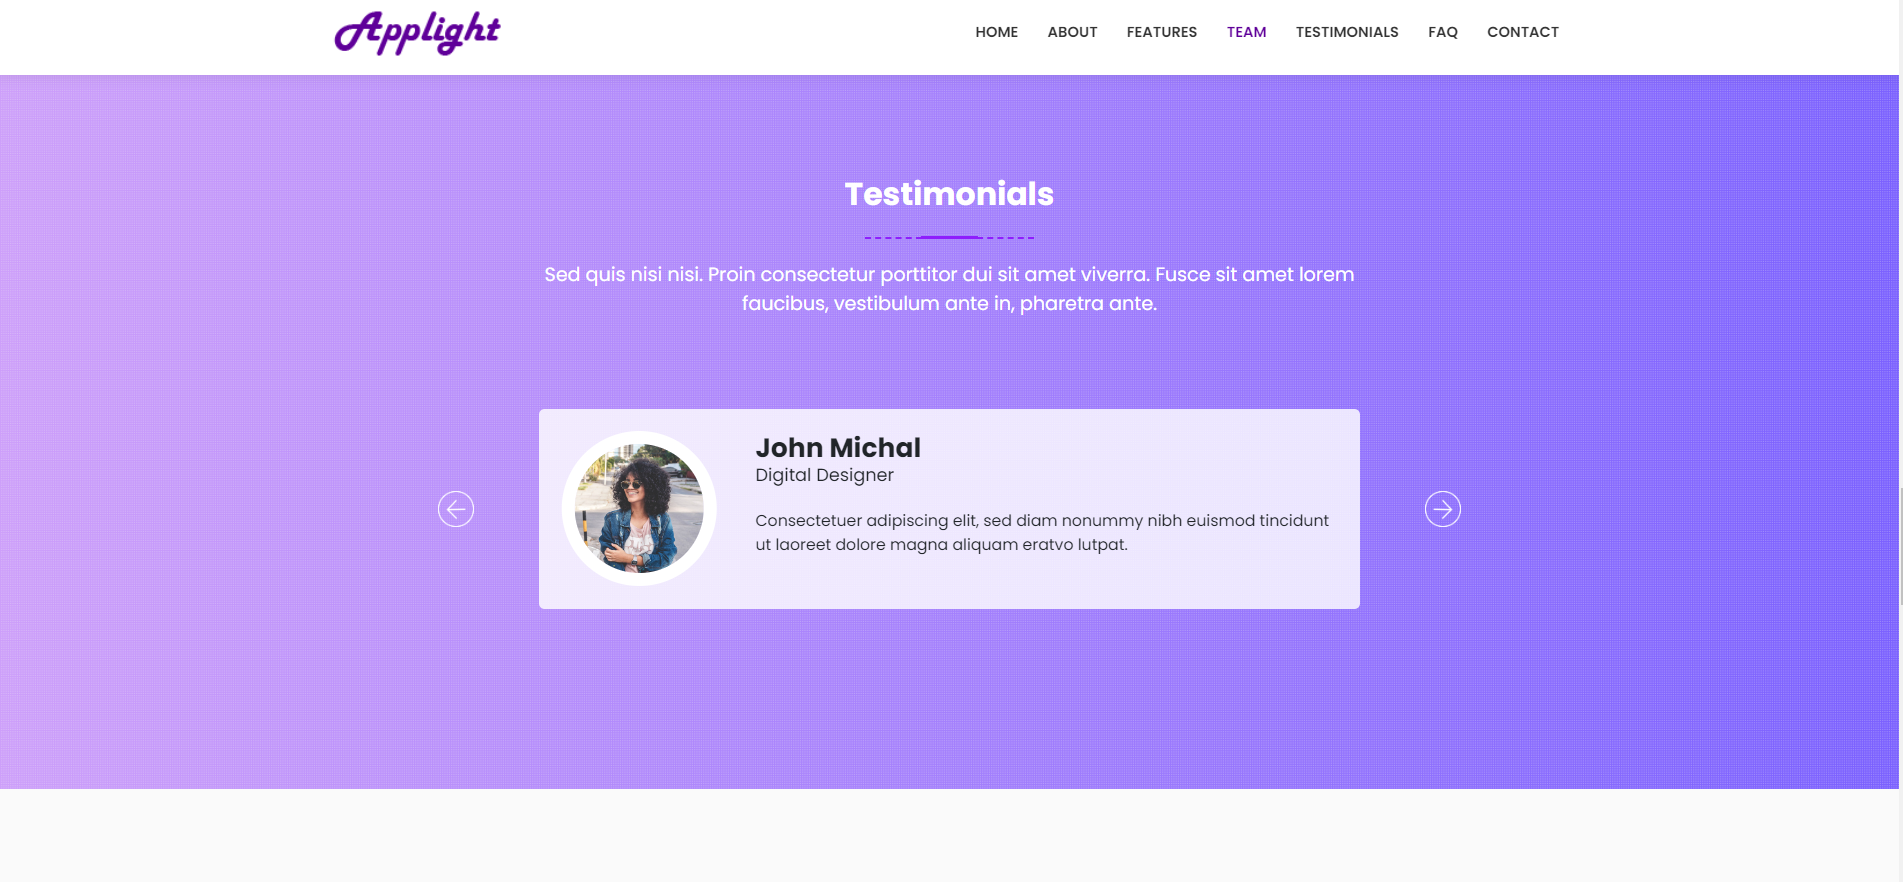 Applight
HOME ABOUT FEATURES TEAM TESTIMONIALS FAQ CONTACT
Testimonials
Sed quis nisi nisi. Proin consectetur porttitor dui sit amet viverra. Fusce sit amet lorem
faucibus, vestibulum ante in, pharetra ante.
John Michal
Digital Designer
Consectetuer adipiscing elit, sed diam nonummy nibh euismod tincidunt
ut laoreet dolore magna aliquam eratvo lutpat.